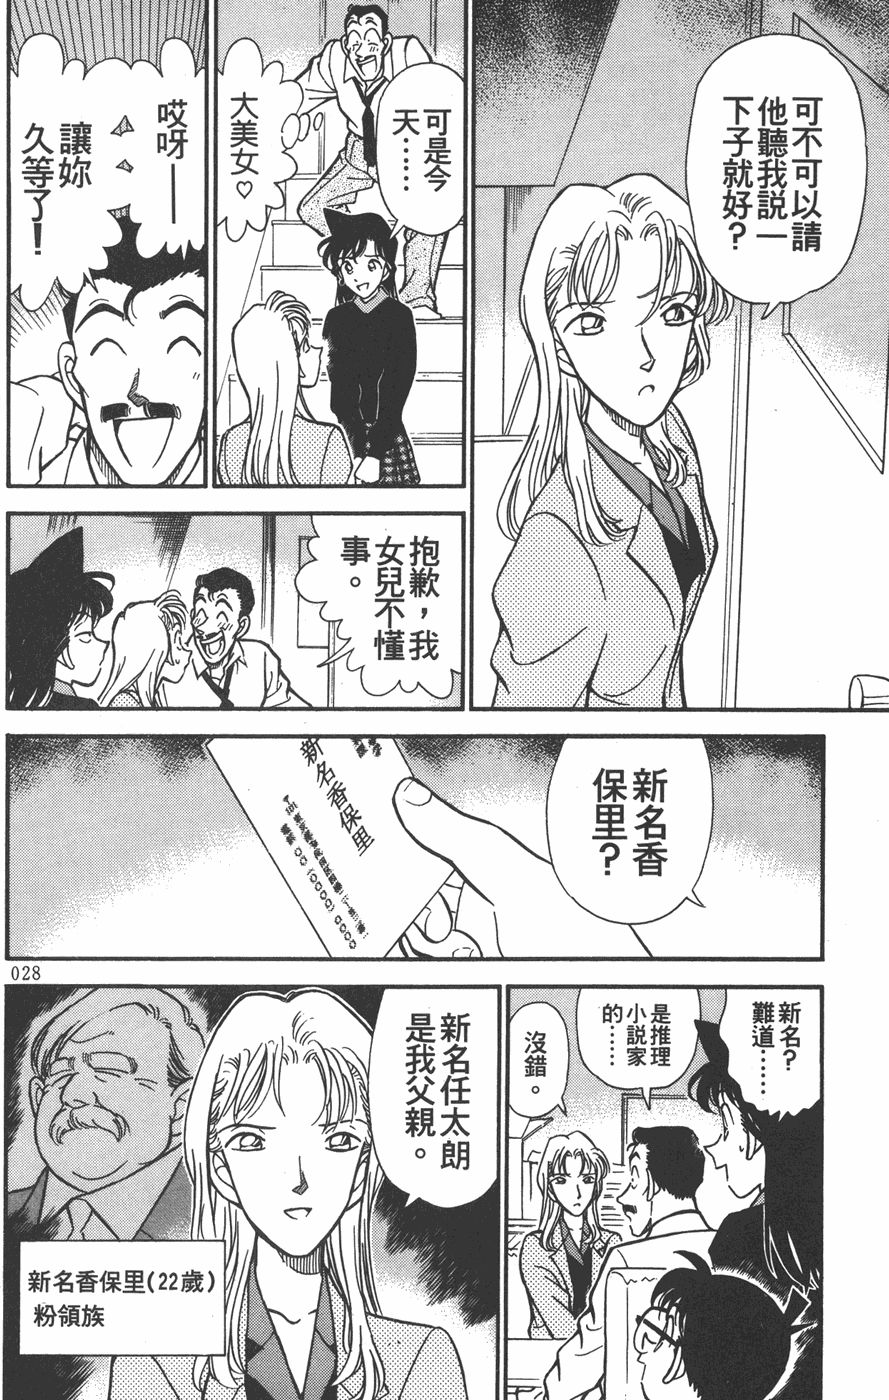 可不可以請
他聽我説一
下子就好？
可是今
天……
大美女♡
哎呀—
……
讓妳
久等了！
抱歉，我
女兒不懂
事。
新名香
保里？
新名香保里
028
新名？
難道……
是推理
小説家
的……
沒錯。
新名任太朗
是我父親。
新名香保里(22歲)
粉領族